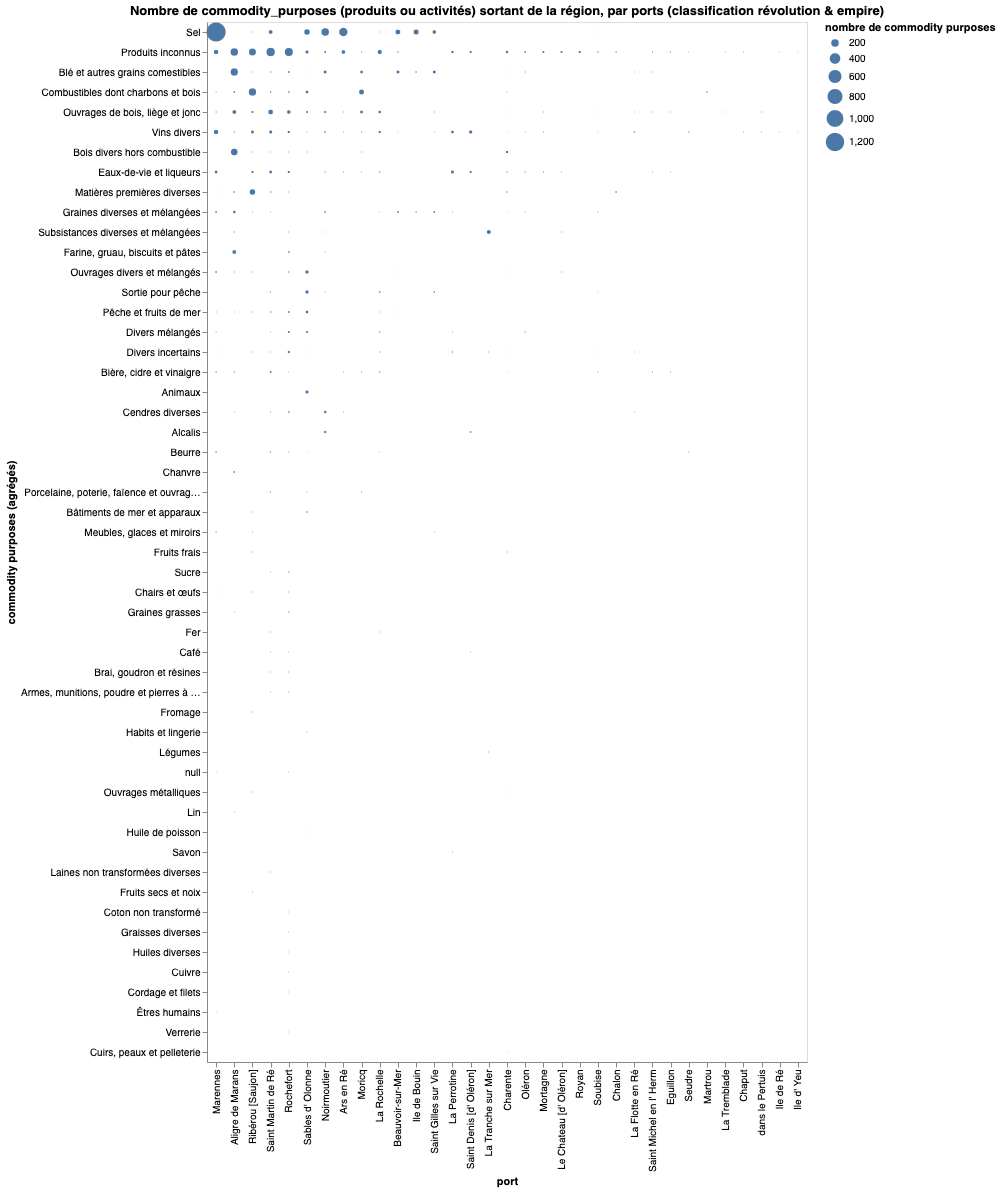 Nombre de commodity_purposes (produits ou activités) sortant de la région, par ports (classification révolution & empire)
nombre de commodity purposes
200
400
600
800
1,000
1,200
commodity purposes (agrégés)
Sel
Produits inconnus
Blé et autres grains comestibles
Combustibles dont charbons et bois
Ouvrages de bois, liège et jonc
Vins divers
Bois divers hors combustible
Eaux-de-vie et liqueurs
Matières premières diverses
Graines diverses et mélangées
Subsistances diverses et mélangées
Farine, gruau, biscuits et pâtes
Ouvrages divers et mélangés
Sortie pour pêche
Pêche et fruits de mer
Divers mélangés
Divers incertains
Bière, cidre et vinaigre
Animaux
Cendres diverses
Alcalis
Beurre
Chanvre
Porcelaine, poterie, faïence et ouvrag…
Bâtiments de mer et apparaux
Meubles, glaces et miroirs
Fruits frais
Sucre
Chairs et œufs
Graines grasses
Fer
Café
Brai, goudron et résines
Armes, munitions, poudre et pierres à …
Fromage
Habits et lingerie
Légumes
null
Ouvrages métalliques
Lin
Huile de poisson
Savon
Laines non transformées diverses
Fruits secs et noix
Coton non transformé
Graisses diverses
Huiles diverses
Cuivre
Cordage et filets
Êtres humains
Verrerie
Cuirs, peaux et pelleterie
Marennes
Aligre de Marans
Ribérou [Saujon]
Saint Martin de Ré
Rochefort
Sables d' Olonne
Noirmoutier
Ars en Ré
Moricq
La Rochelle
Beauvoir-sur-Mer
Ile de Bouin
Saint Gilles sur Vie
La Perrotine
Saint Denis [d' Oléron]
La Tranche sur Mer
Charente
Oléron
Mortagne
Le Chateau [d' Oléron]
Royan
Soubise
Chalon
La Flotte en Ré
Saint Michel en l' Herm
Eguillon
Seudre
Martrou
La Tremblade
Chaput
dans le Pertuis
Ile de Ré
Ile d' Yeu
port